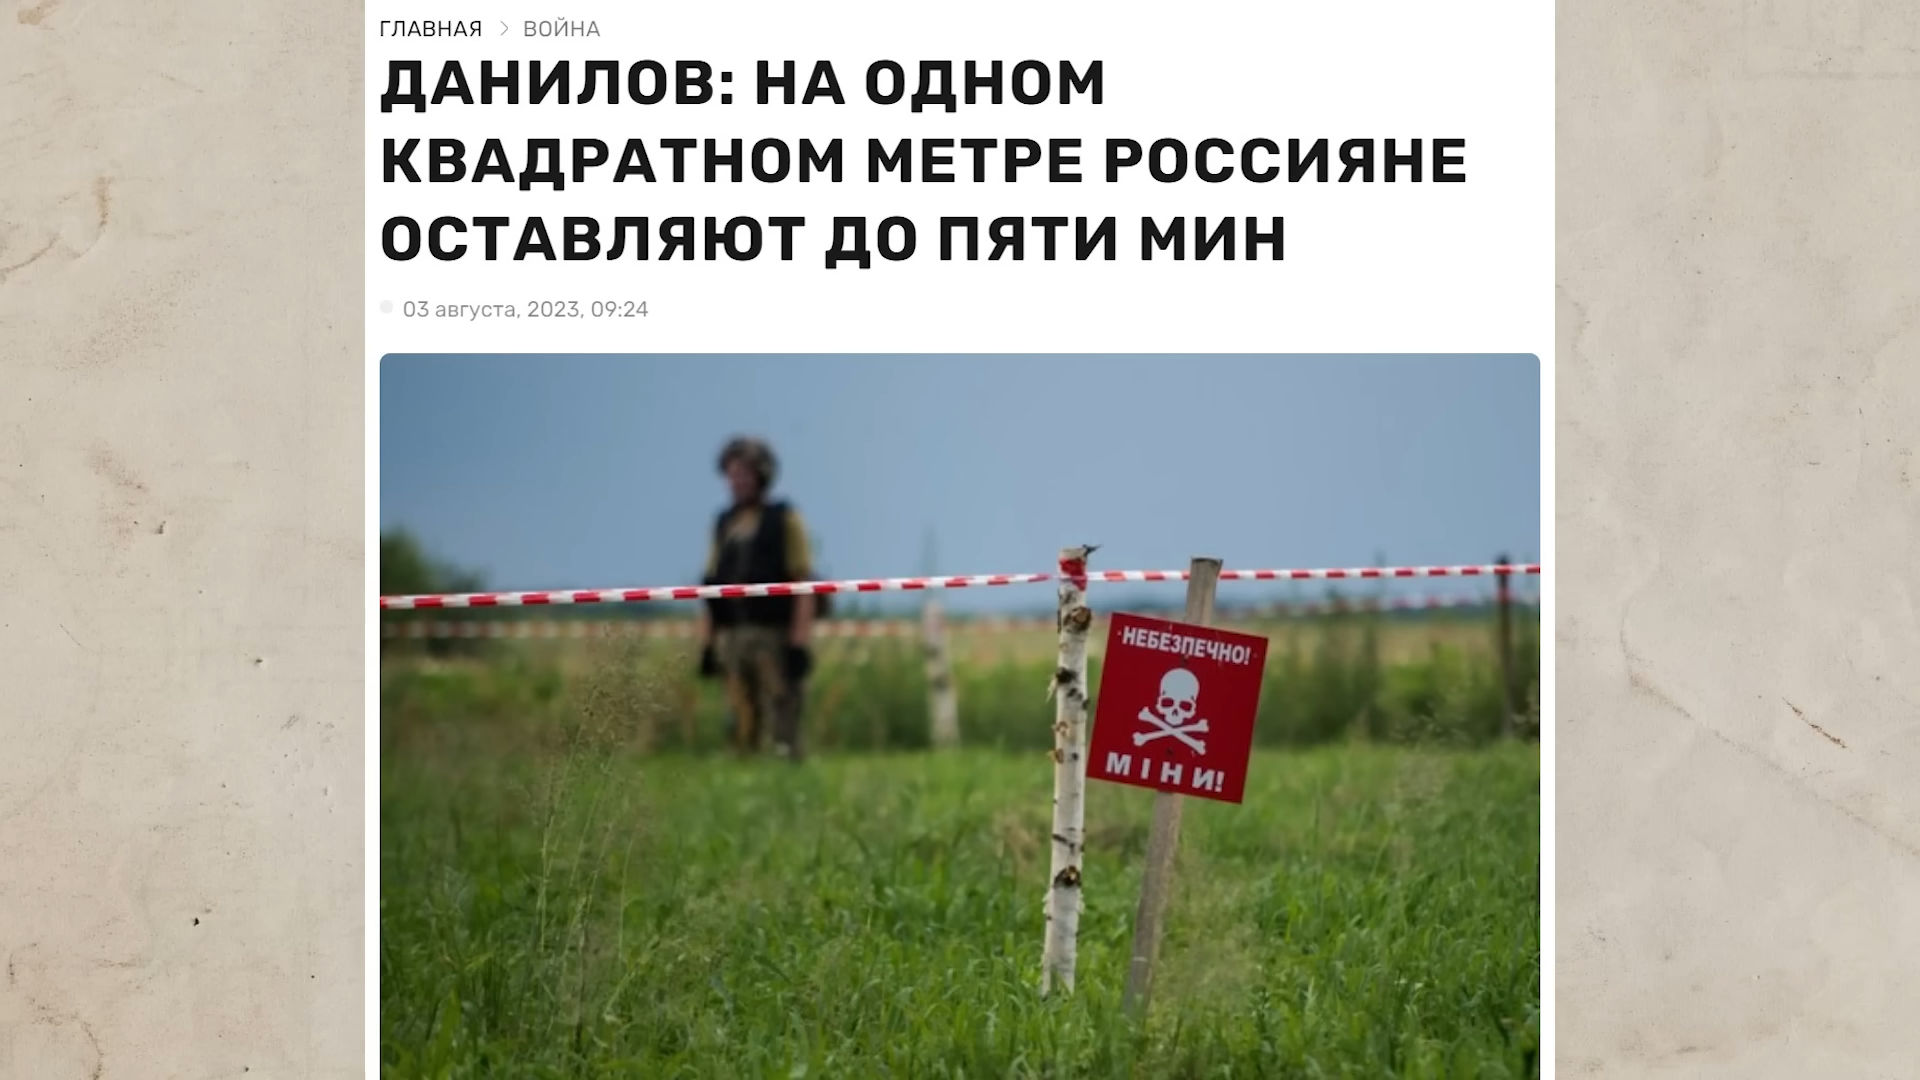 ГЛАВНАЯ > ВОЙНА
ДАНИЛОВ: НА ОДНОМ
КВАДРАТНОМ МЕТРЕ РОССИЯНЕ
ОСТАВЛЯЮТ ДО ПЯТИ МИН
03 августа, 2023, 09:24
НЕБЕЗПЕЧНО!
МІНИ!